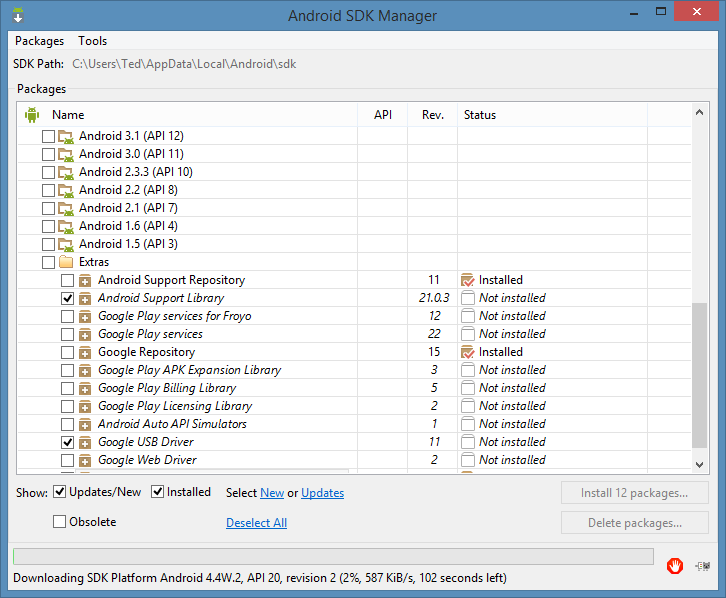 Android SDK Manager
Packages Tools
SDK Path: C:\Users\Ted\AppData\Local\Android\sdk
Packages
Name API Rev. Status
Android 3.1 (API 12)
Android 3.0 (API 11)
Android 2.3.3 (API 10)
Android 2.2 (API 8)
Android 2.1 (API 7)
Android 1.6 (API 4)
Android 1.5 (API 3)
Extras
Android Support Repository 11 Installed
Android Support Library 21.0.3 Not installed
Google Play services for Froyo 12 Not installed
Google Play services 22 Not installed
Google Repository 15 Installed
Google Play APK Expansion Library 3 Not installed
Google Play Billing Library 5 Not installed
Google Play Licensing Library 2 Not installed
Android Auto API Simulators 1 Not installed
Google USB Driver 11 Not installed
Google Web Driver 2 Not installed
Show: Updates/New Installed Select New or Updates Install 12 packages...
Obsolete Deselect All Delete packages...
Downloading SDK Platform Android 4.4W.2, API 20, revision 2 (2%, 587 KiB/s, 102 seconds left)